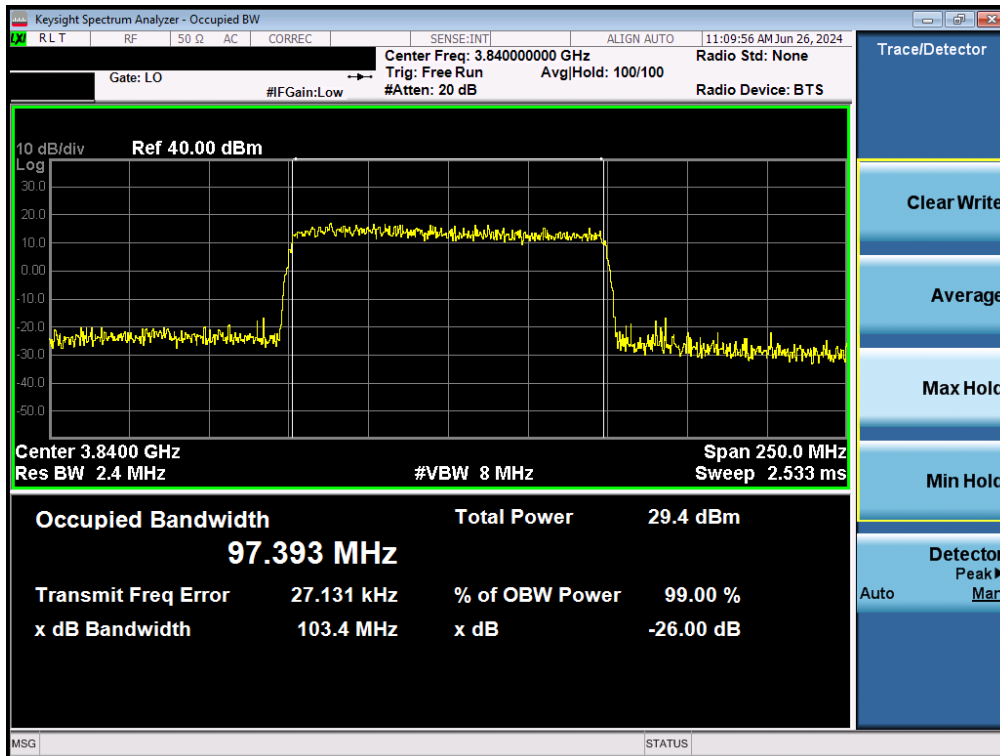 Keysight Spectrum Analyzer - Occupied BW
LXI RLT RF 50 Ω AC CORREC SENSE:INT ALIGN AUTO 11:09:56 AM Jun 26, 2024
Center Freq: 3.840000000 GHz Radio Std: None
Gate: LO Trig: Free Run Avg|Hold: 100/100
#IFGain:Low #Atten: 20 dB Radio Device: BTS
Trace/Detector
10 dB/div Ref 40.00 dBm
Log
30.0
20.0
10.0
0.00
-10.0
-20.0
-30.0
-40.0
-50.0
Center 3.8400 GHz Span 250.0 MHz
Res BW 2.4 MHz #VBW 8 MHz Sweep 2.533 ms
Occupied Bandwidth Total Power 29.4 dBm
97.393 MHz
Transmit Freq Error 27.131 kHz % of OBW Power 99.00 %
x dB Bandwidth 103.4 MHz x dB -26.00 dB
Clear Write
Average
Max Hold
Min Hold
Detector
Peak
Auto Man
MSG STATUS